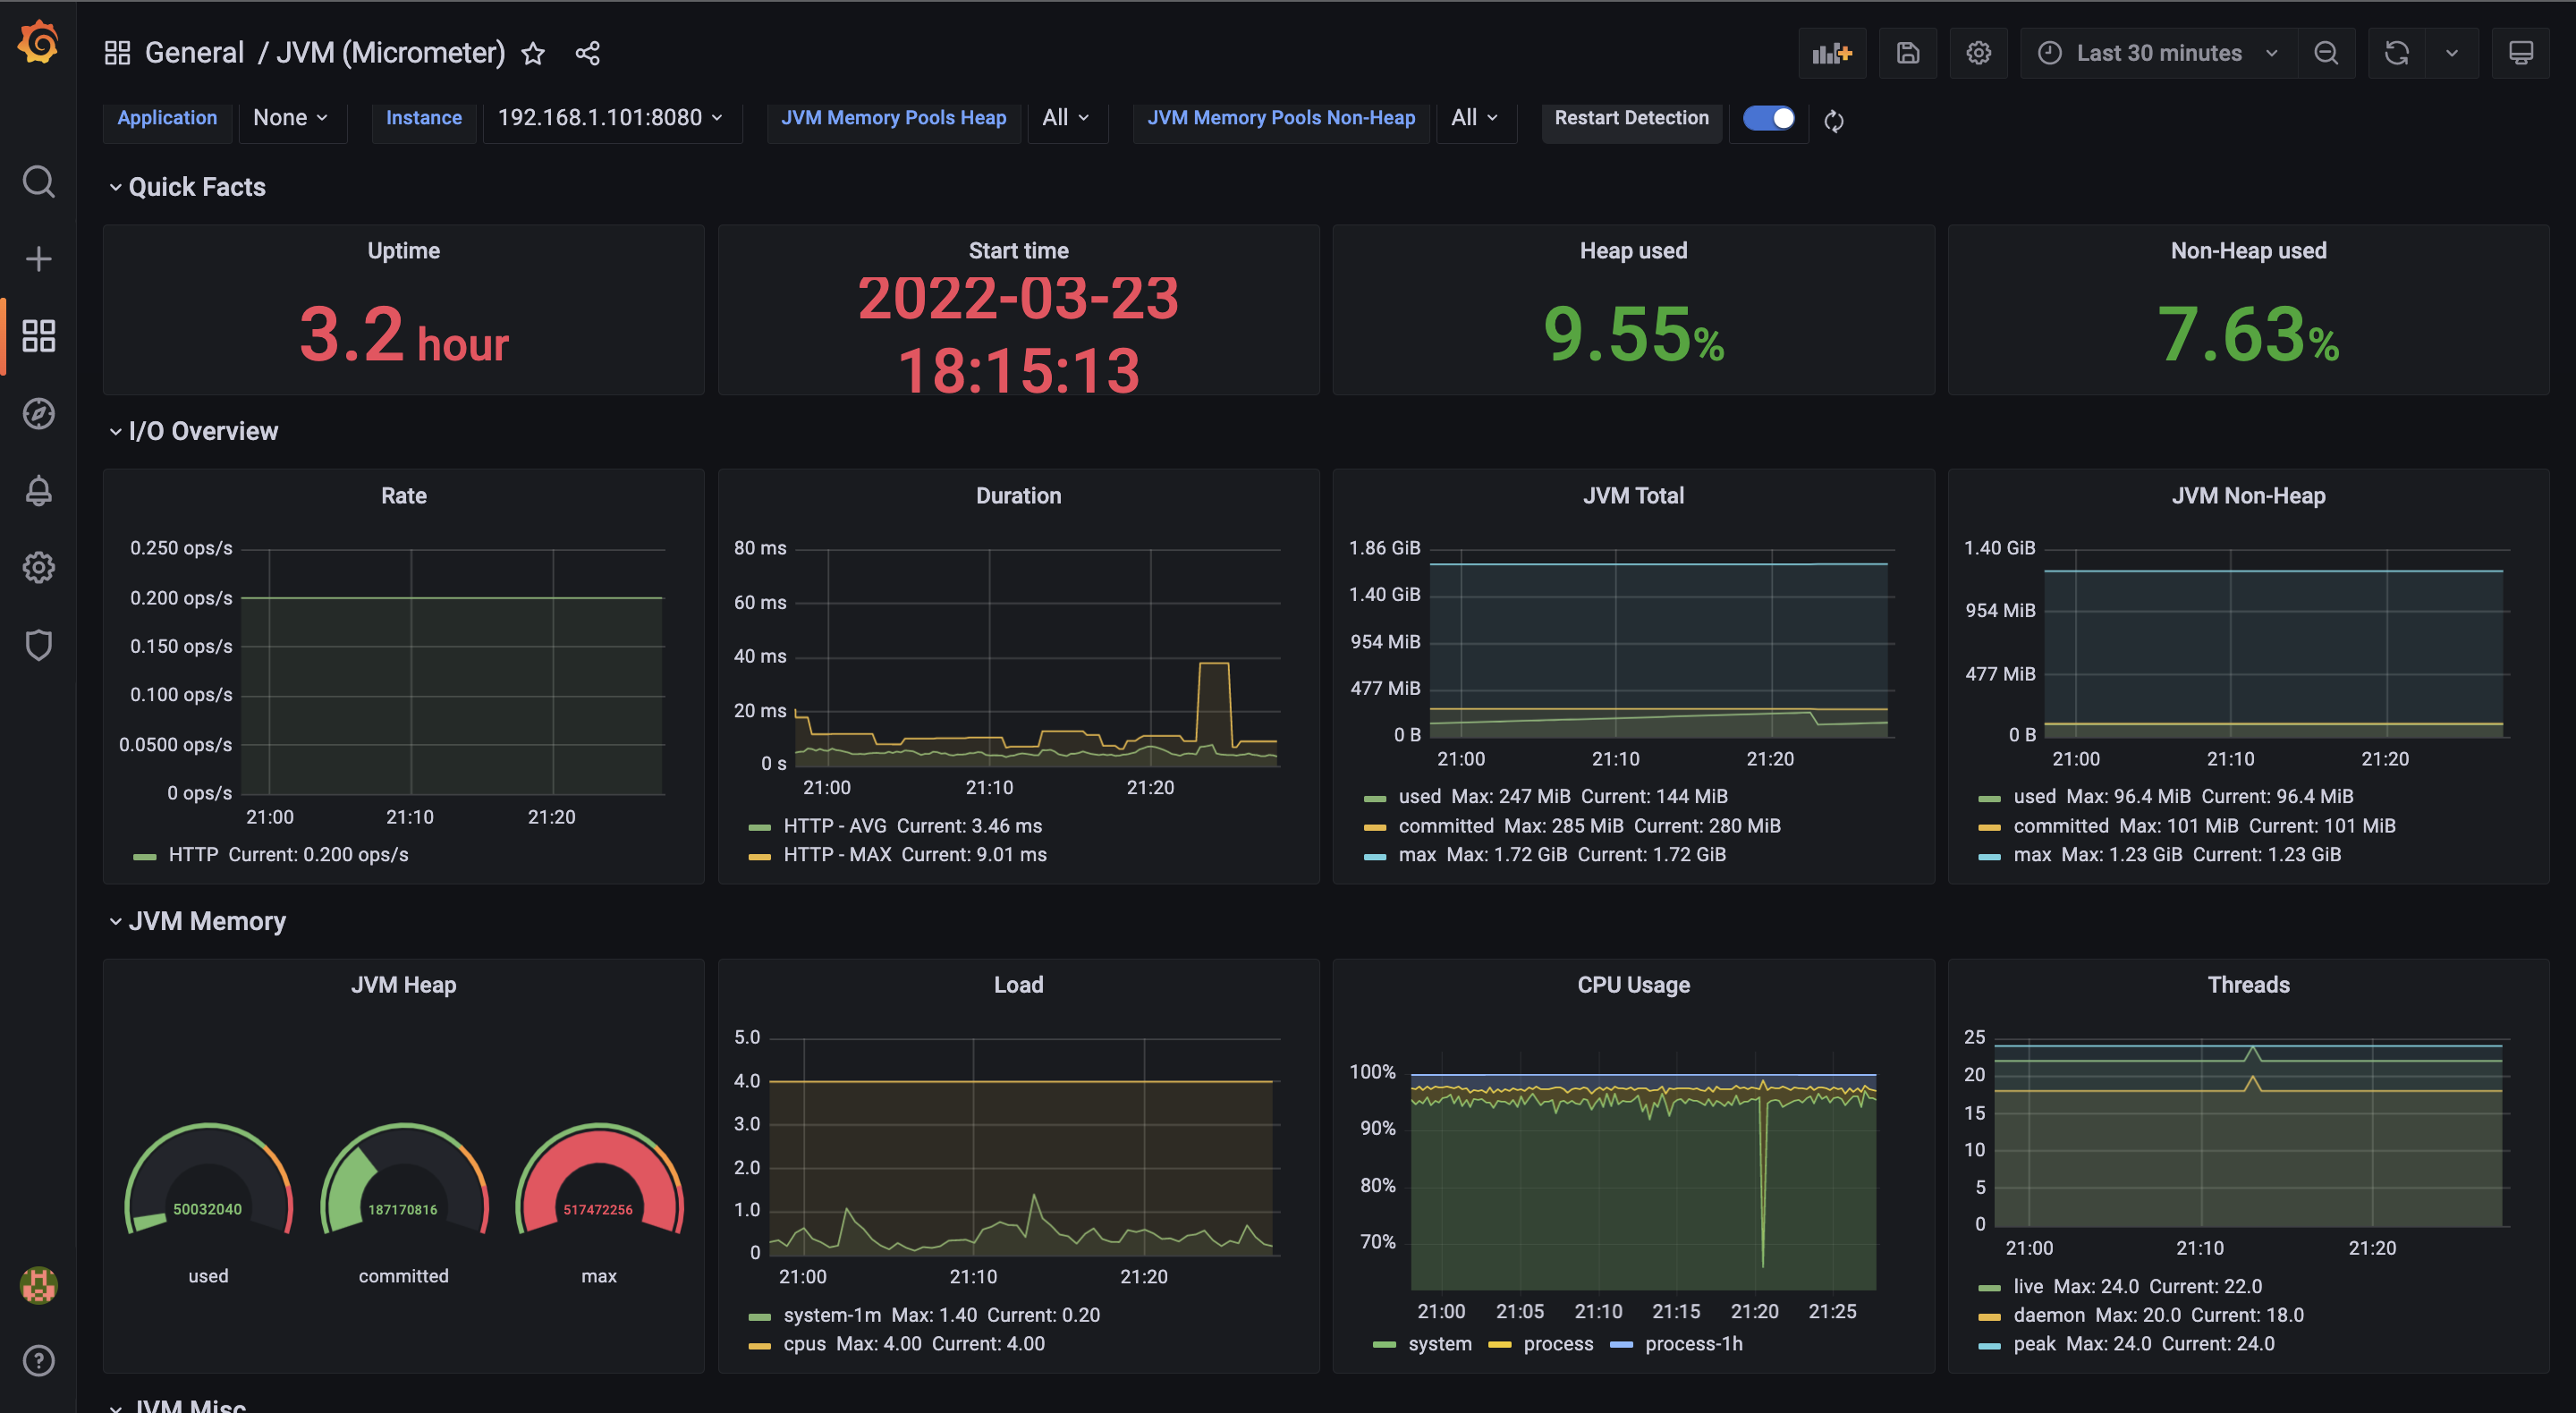 General / JVM (Micrometer)
Last 30 minutes
Application None Instance 192.168.1.101:8080 JVM Memory Pools Heap All JVM Memory Pools Non-Heap All Restart Detection
Quick Facts
Uptime
3.2 hour
Start time
2022-03-23
18:15:13
Heap used
9.55%
Non-Heap used
7.63%
I/O Overview
Rate
0.250 ops/s
0.200 ops/s
0.150 ops/s
0.100 ops/s
0.0500 ops/s
0 ops/s
21:00 21:10 21:20
HTTP Current: 0.200 ops/s
Duration
80 ms
60 ms
40 ms
20 ms
0 s
21:00 21:10 21:20
HTTP - AVG Current: 3.46 ms
HTTP - MAX Current: 9.01 ms
JVM Total
1.86 GiB
1.40 GiB
954 MiB
477 MiB
0 B
21:00 21:10 21:20
used Max: 247 MiB Current: 144 MiB
committed Max: 285 MiB Current: 280 MiB
max Max: 1.72 GiB Current: 1.72 GiB
JVM Non-Heap
1.40 GiB
954 MiB
477 MiB
0 B
21:00 21:10 21:20
used Max: 96.4 MiB Current: 96.4 MiB
committed Max: 101 MiB Current: 101 MiB
max Max: 1.23 GiB Current: 1.23 GiB
JVM Memory
JVM Heap
50032040 187170816 517472256
used committed max
Load
5.0
4.0
3.0
2.0
1.0
0
21:00 21:10 21:20
system-1m Max: 1.40 Current: 0.20
cpus Max: 4.00 Current: 4.00
CPU Usage
100%
90%
80%
70%
21:00 21:05 21:10 21:15 21:20 21:25
system process process-1h
Threads
25
20
15
10
5
0
21:00 21:10 21:20
live Max: 24.0 Current: 22.0
daemon Max: 20.0 Current: 18.0
peak Max: 24.0 Current: 24.0
JVM Misc